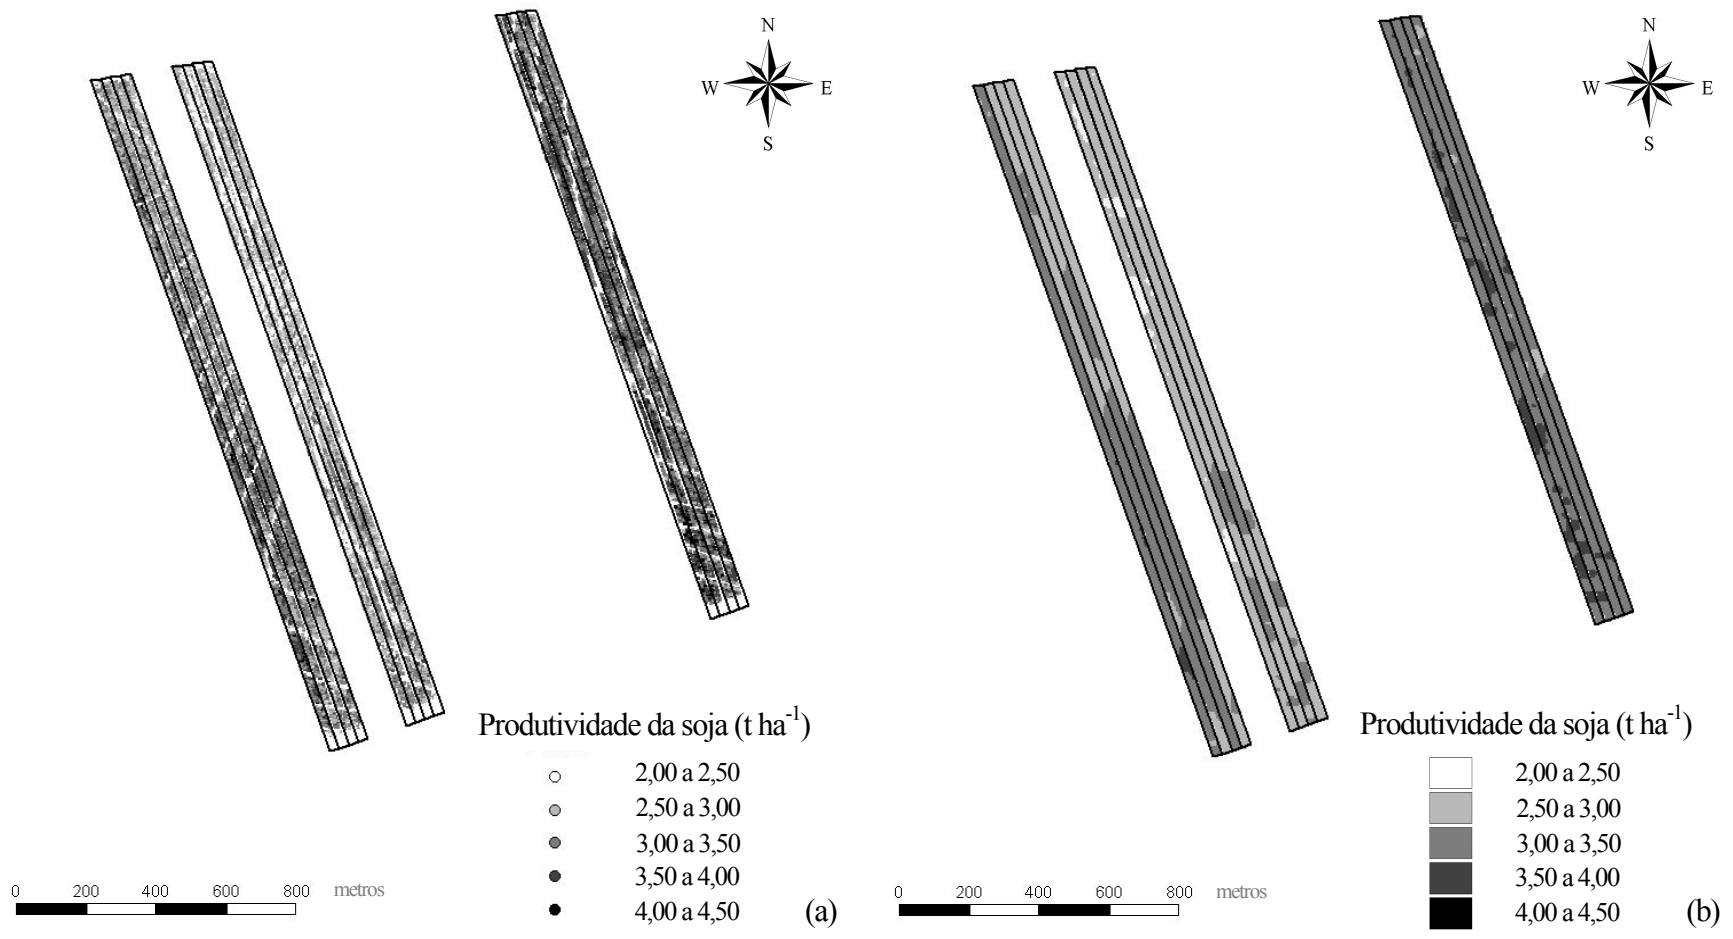 N
W E
S
Produtividade da soja (t ha⁻¹)
2,00 a 2,50
2,50 a 3,00
3,00 a 3,50
3,50 a 4,00
4,00 a 4,50
0 200 400 600 800 metros
(a)
N
W E
S
Produtividade da soja (t ha⁻¹)
2,00 a 2,50
2,50 a 3,00
3,00 a 3,50
3,50 a 4,00
4,00 a 4,50
0 200 400 600 800 metros
(b)